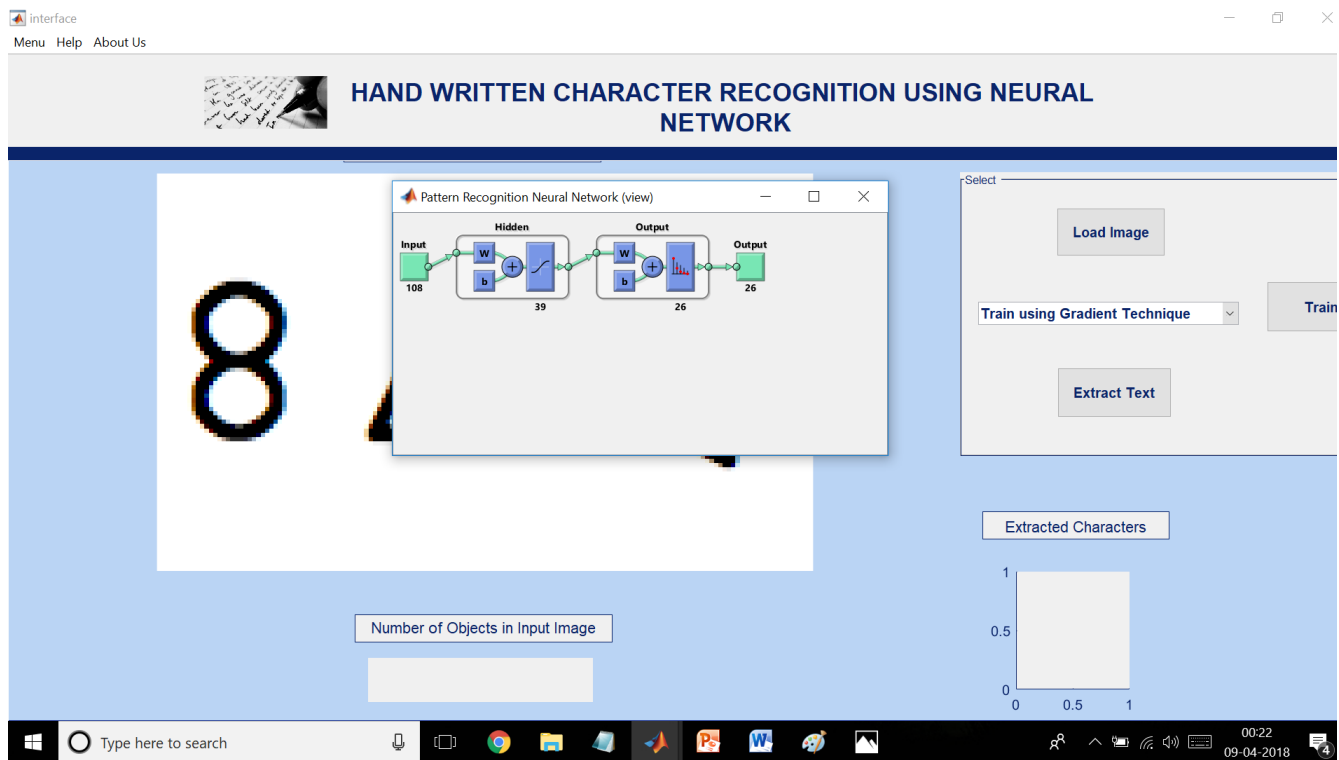 interface
Menu Help About Us
HAND WRITTEN CHARACTER RECOGNITION USING NEURAL
NETWORK
Pattern Recognition Neural Network (view)
Hidden
Output
Input
Output
W
b
W
b
108
39
26
26
8
Select
Load Image
Train using Gradient Technique
Train
Extract Text
Extracted Characters
1
0.5
0
0 0.5 1
Number of Objects in Input Image
Type here to search
00:22
09-04-2018
4